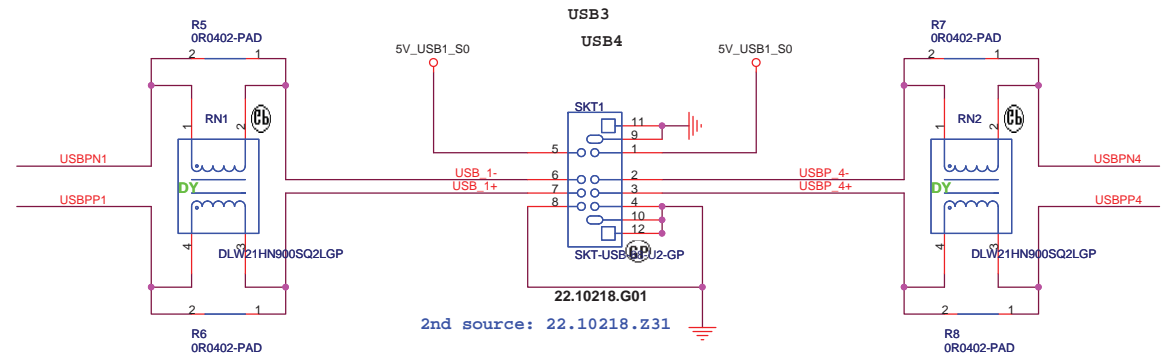 USB3
USB4
R5
0R0402-PAD
2 1
5V_USB1_S0
5V_USB1_S0
R7
0R0402-PAD
2 1
SKT1
RN1
1 2
11
9
RN2
1 2
5 1
USBPN1
USB_1-
6 2
USBP_4-
USBPN4
DY
USB_1+
7 3
USBP_4+
DY
USBPP1
8 4
USBPP4
10
12
4 3
DLW21HN900SQ2LGP
GP
4 3
DLW21HN900SQ2LGP
22.10218.G01
2nd source: 22.10218.Z31
2 1
R6
0R0402-PAD
2 1
R8
0R0402-PAD